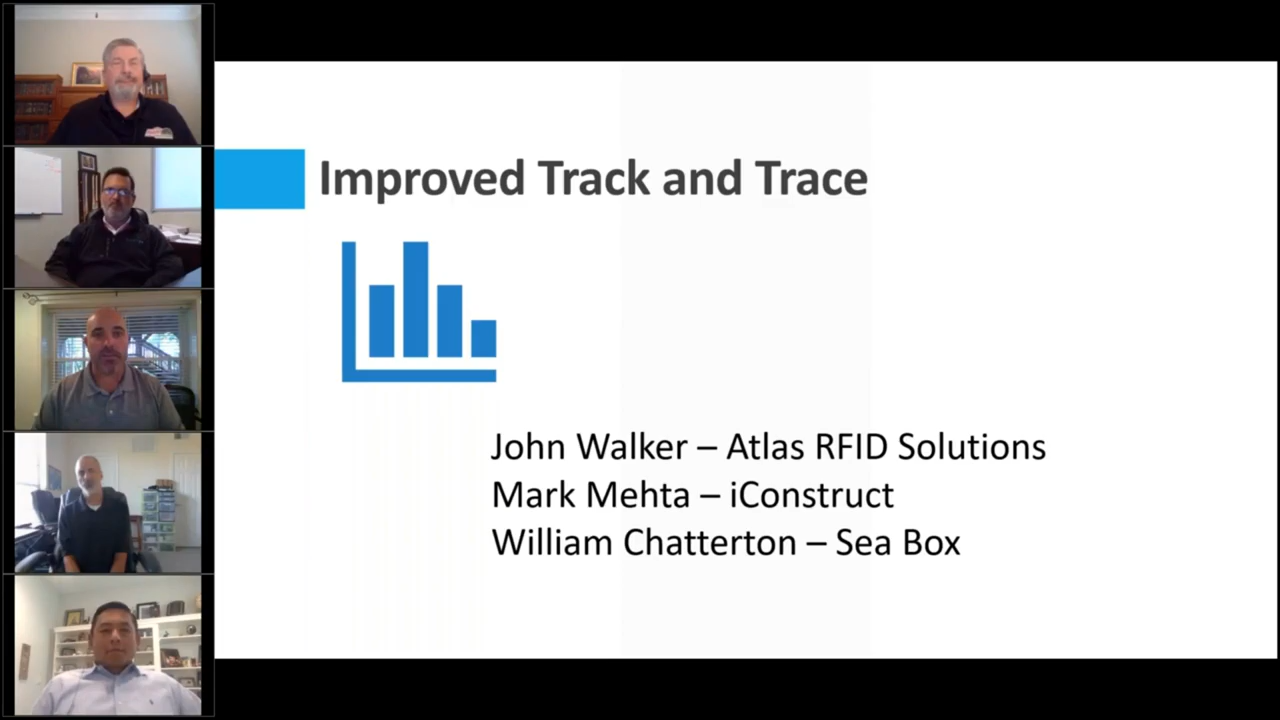 Improved Track and Trace
John Walker – Atlas RFID Solutions
Mark Mehta – iConstruct
William Chatterton – Sea Box